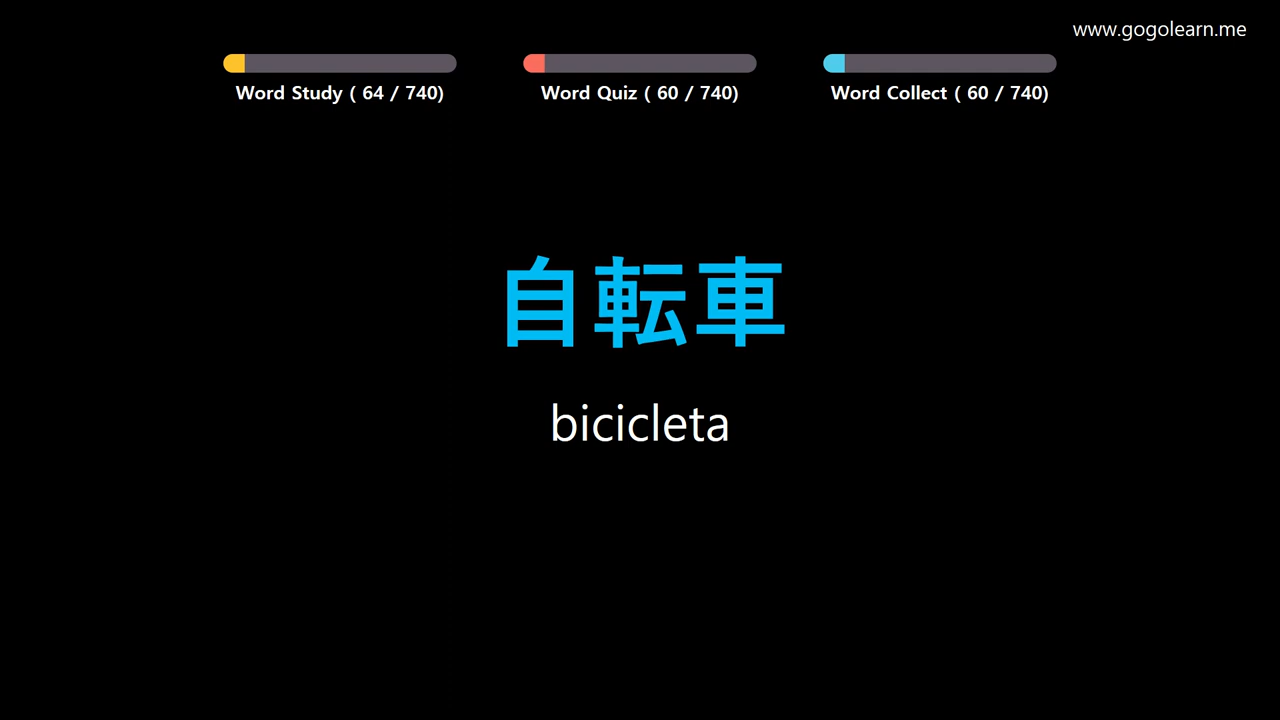 www.gogolearn.me
Word Study ( 64 / 740)
Word Quiz ( 60 / 740)
Word Collect ( 60 / 740)
自転車
bicicleta